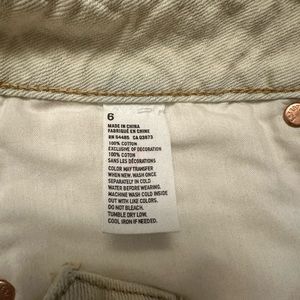 6
MADE IN CHINA
FABRIQUÉ EN CHINE
RN 54485 CA 03873
100% COTTON
EXCLUSIVE OF DECORATION
100% COTTON
SANS LES DÉCORATIONS
COLOR MAY TRANSFER
WHEN NEW. WASH ONCE
SEPARATELY IN COLD
WATER BEFORE WEARING.
MACHINE WASH COLD INSIDE
OUT WITH LIKE COLORS.
DO NOT BLEACH.
TUMBLE DRY LOW.
COOL IRON IF NEEDED.